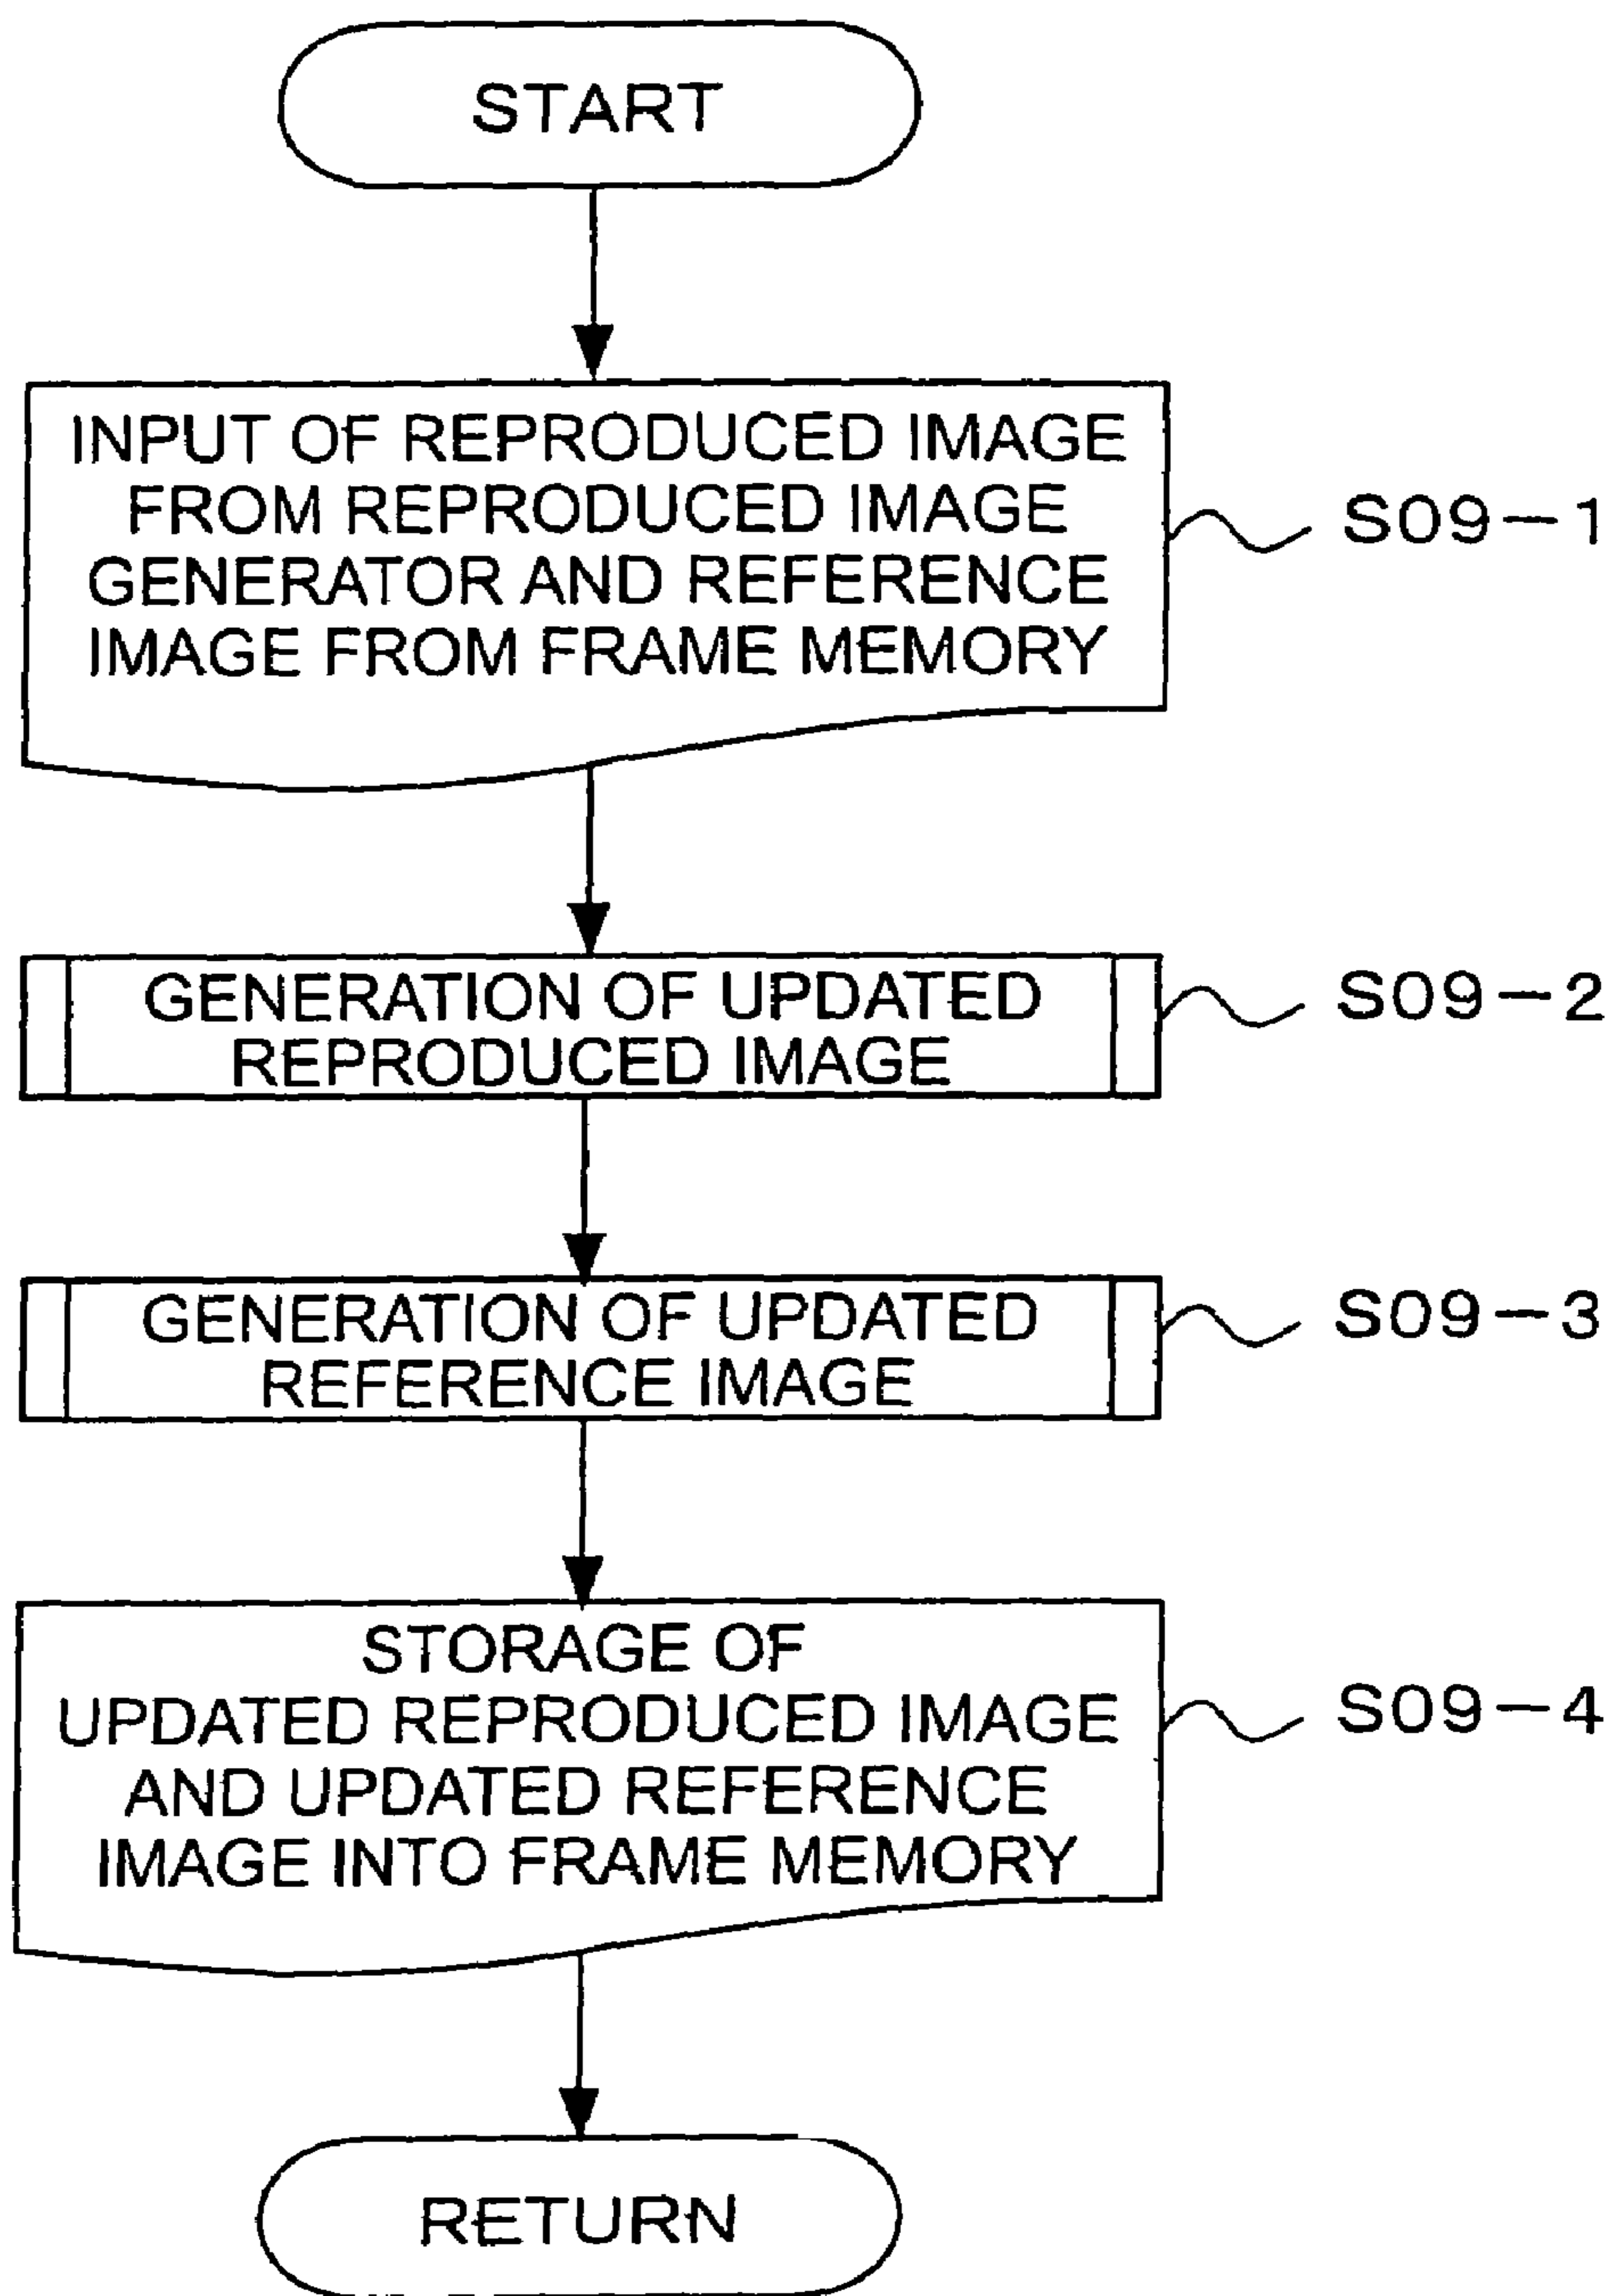 START
INPUT OF REPRODUCED IMAGE
FROM REPRODUCED IMAGE
GENERATOR AND REFERENCE
IMAGE FROM FRAME MEMORY
S09-1
GENERATION OF UPDATED
REPRODUCED IMAGE
S09-2
GENERATION OF UPDATED
REFERENCE IMAGE
S09-3
STORAGE OF
UPDATED REPRODUCED IMAGE
AND UPDATED REFERENCE
IMAGE INTO FRAME MEMORY
S09-4
RETURN